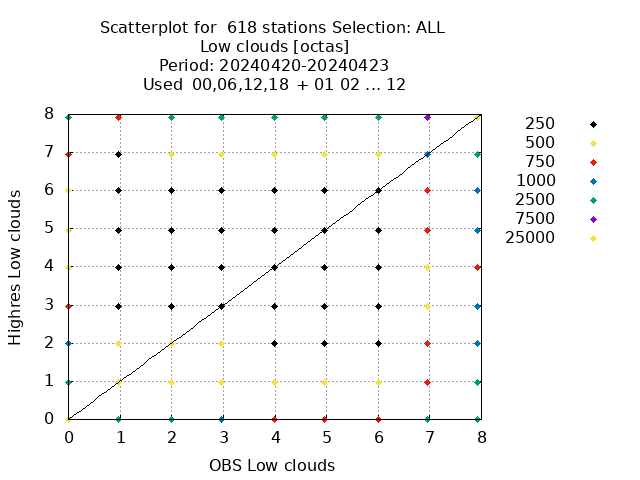 Scatterplot for  618 stations Selection: ALL
Low clouds [octas]
Period: 20240420-20240423
Used  00,06,12,18  + 01 02 ... 12
8
7
6
5
4
3
2
1
0
0 1 2 3 4 5 6 7 8
Highres Low clouds
OBS Low clouds
250
500
750
1000
2500
7500
25000